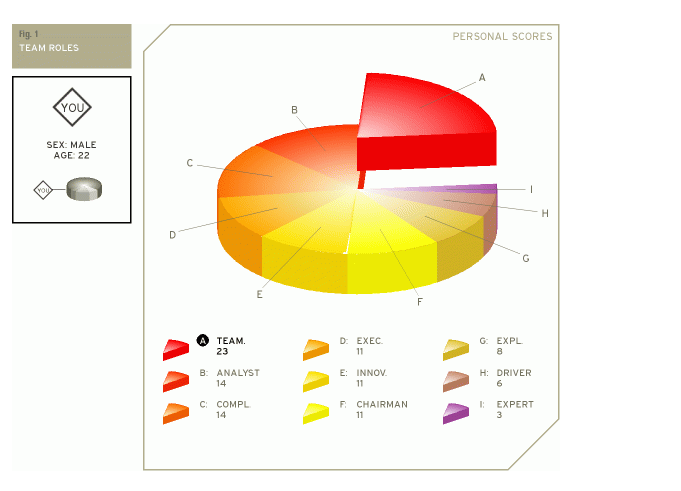 Fig. 1
TEAM ROLES
YOU
SEX: MALE
AGE: 22
YOU
PERSONAL SCORES
A
B
C
D
E
F
G
H
I
A TEAM.
23
B: ANALYST
14
C: COMPL.
14
D: EXEC.
11
E: INNOV.
11
F: CHAIRMAN
11
G: EXPL.
8
H: DRIVER
6
I: EXPERT
3